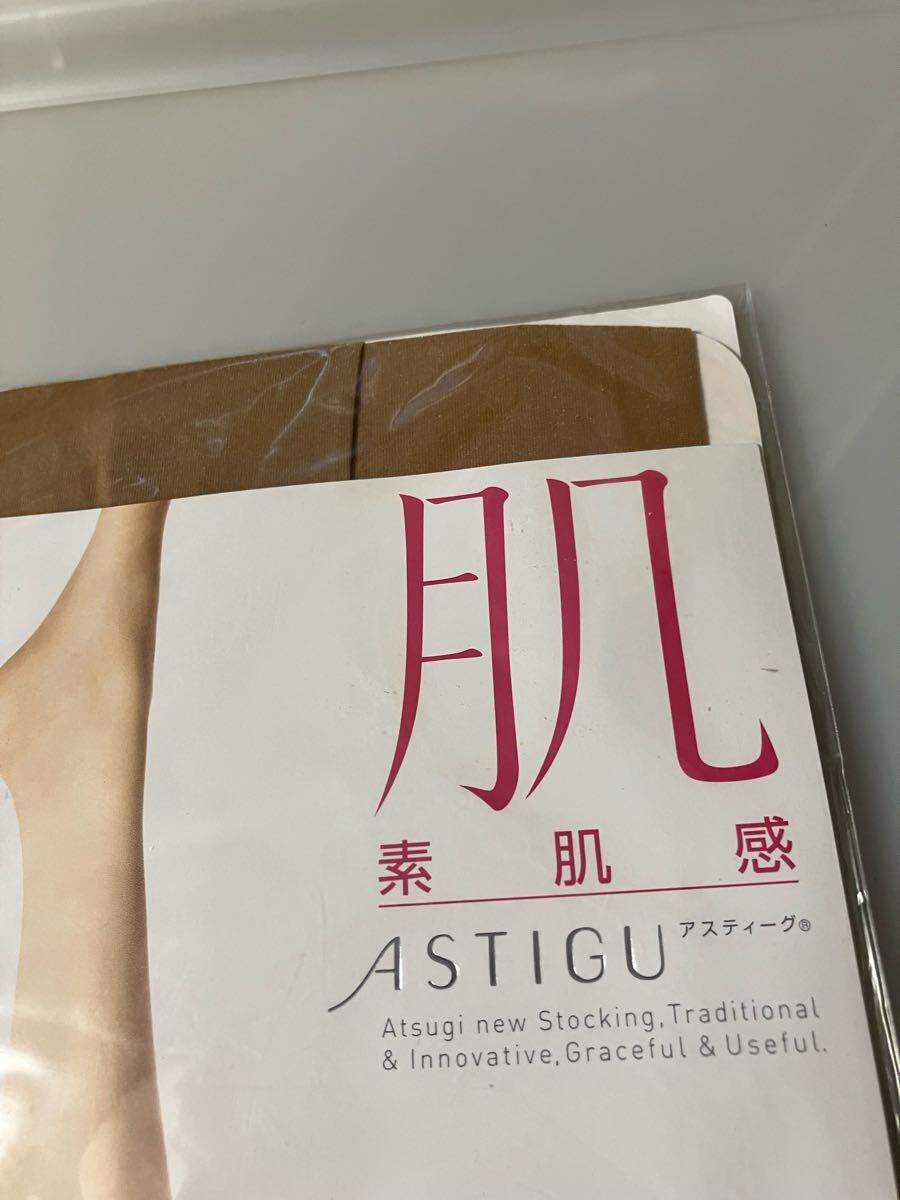 肌
素肌感
ASTIGU アスティーグ®
Atsugi new Stocking,Traditional
& Innovative,Graceful & Useful.